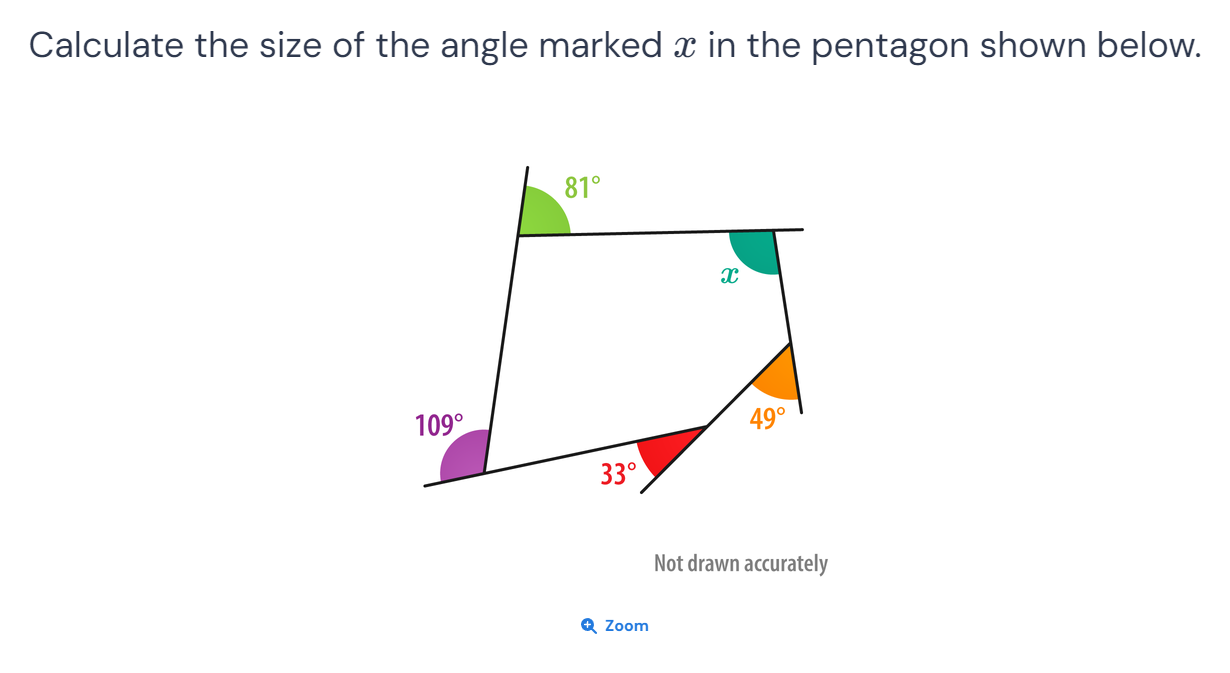 Calculate the size of the angle marked x in the pentagon shown below.
81°
x
109°
49°
33°
Not drawn accurately
Zoom